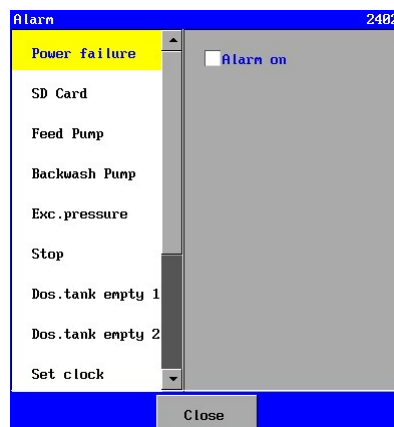 Alarm 2402
Power failure
Alarm on
SD Card
Feed Pump
Backwash Pump
Exc.pressure
Stop
Dos.tank empty 1
Dos.tank empty 2
Set clock
Close